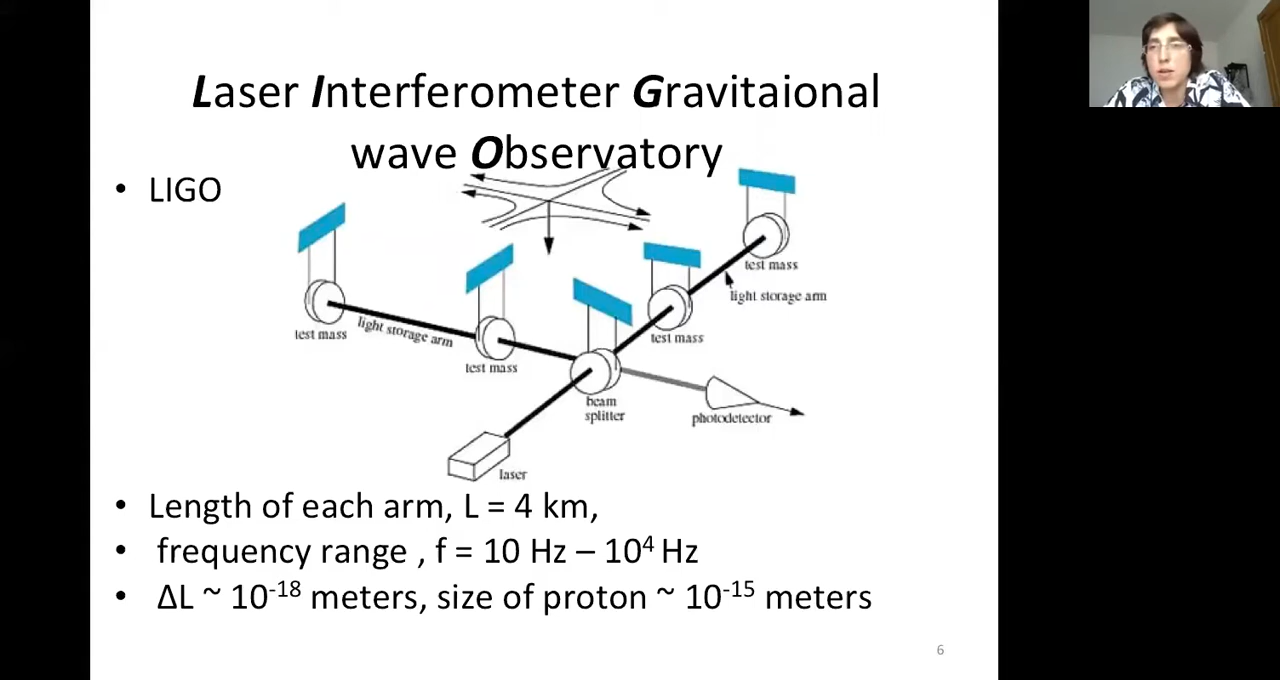 Laser Interferometer Gravitaional
wave Observatory
• LIGO
test mass
light storage arm
test mass
light storage arm
test mass
test mass
beam
splitter
photodetector
laser
• Length of each arm, L = 4 km,
• frequency range , f = 10 Hz – 10⁴ Hz
• ΔL ~ 10⁻¹⁸ meters, size of proton ~ 10⁻¹⁵ meters
6